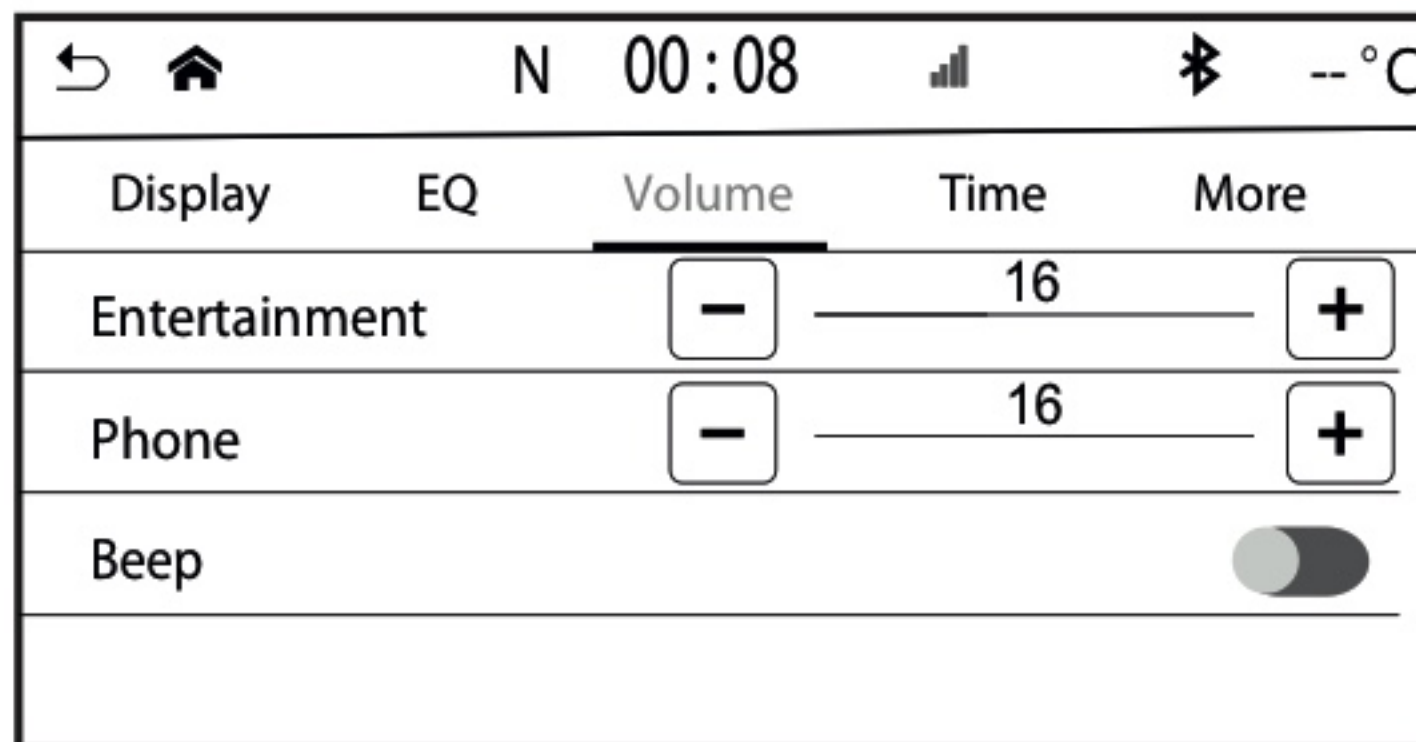 N 00:08 -- °C
Display EQ Volume Time More
Entertainment - 16 +
Phone - 16 +
Beep